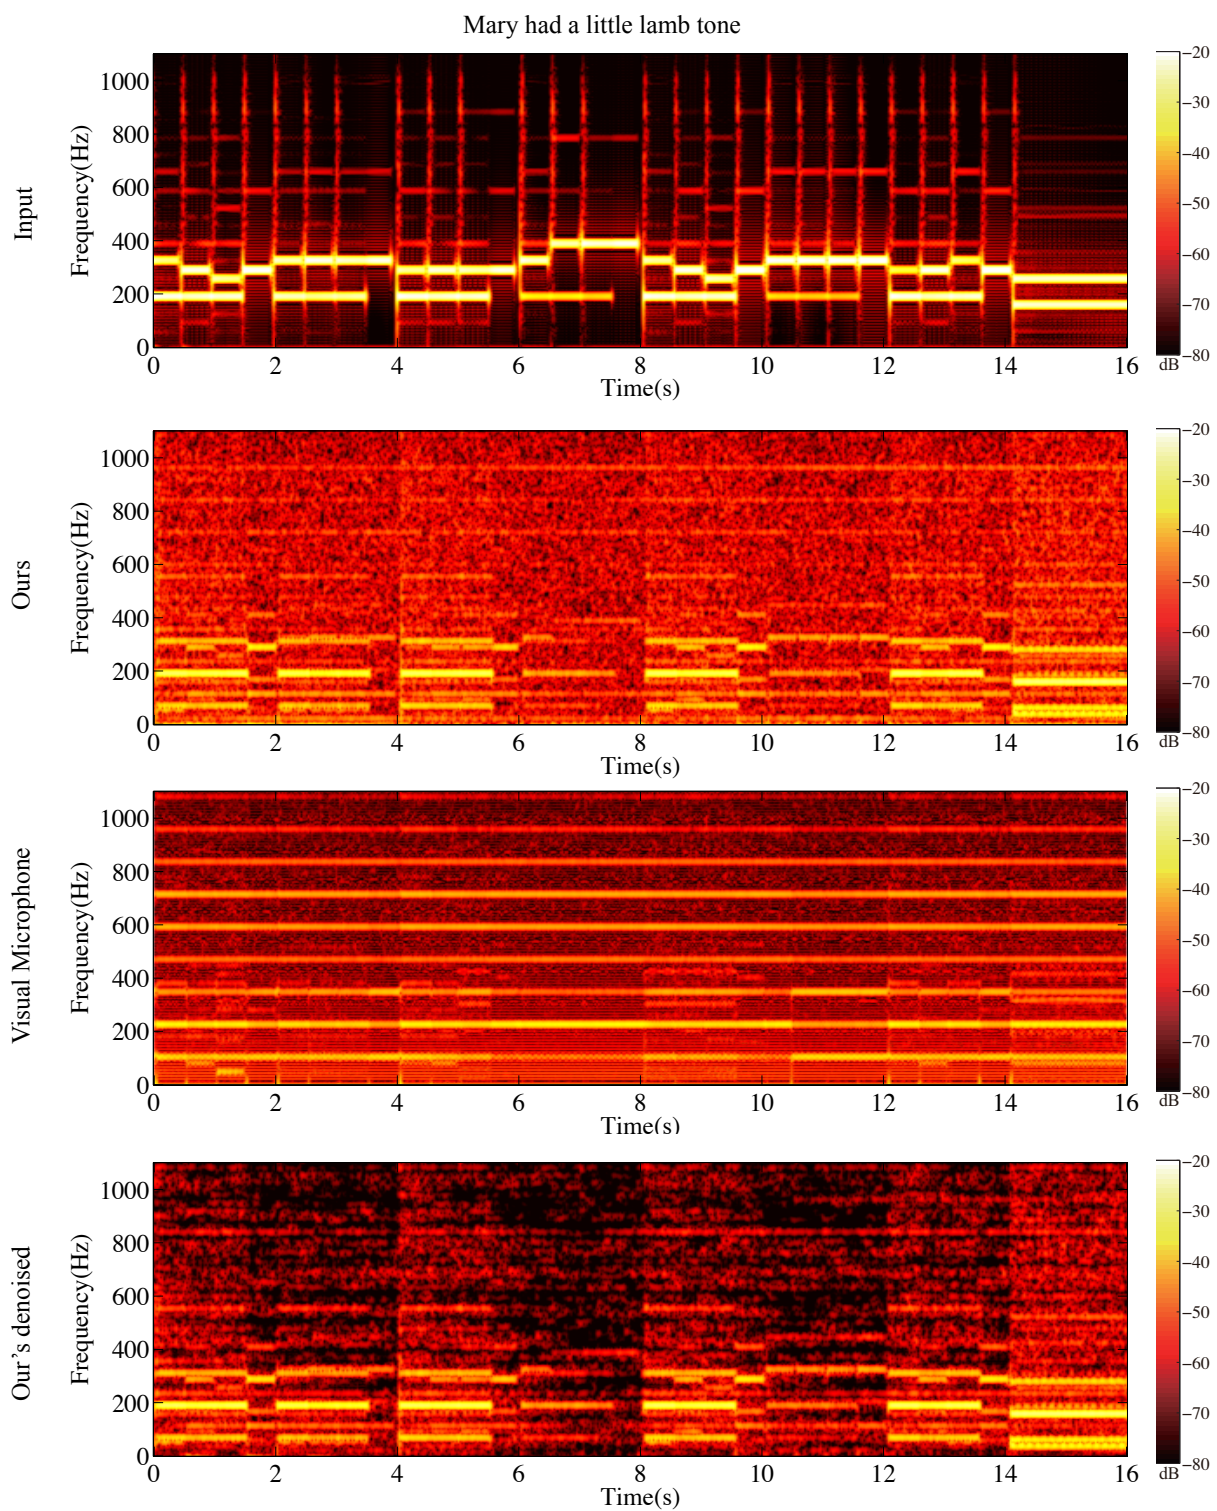 Mary had a little lamb tone
Input
Frequency(Hz)
1000
800
600
400
200
0
0 2 4 6 8 10 12 14 16
Time(s)
−20
−30
−40
−50
−60
−70
−80
dB
Ours
Frequency(Hz)
1000
800
600
400
200
0
0 2 4 6 8 10 12 14 16
Time(s)
−20
−30
−40
−50
−60
−70
−80
dB
Visual Microphone
Frequency(Hz)
1000
800
600
400
200
0
0 2 4 6 8 10 12 14 16
Time(s)
−20
−30
−40
−50
−60
−70
−80
dB
Our's denoised
Frequency(Hz)
1000
800
600
400
200
0
0 2 4 6 8 10 12 14 16
Time(s)
−20
−30
−40
−50
−60
−70
−80
dB